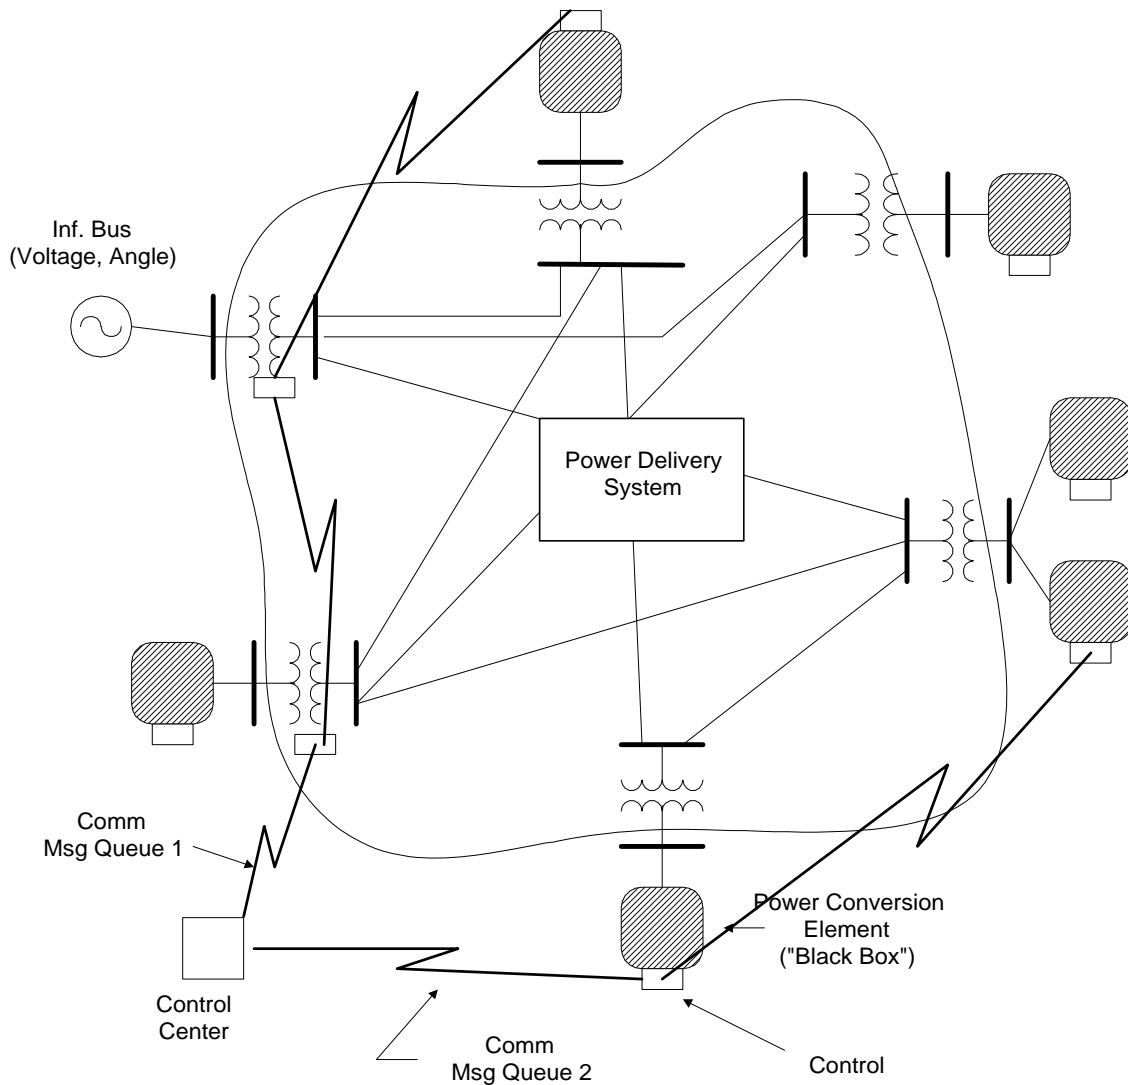 Inf. Bus
(Voltage, Angle)
Power Delivery
System
Comm
Msg Queue 1
Power Conversion
Element
("Black Box")
Control
Center
Comm
Msg Queue 2
Control